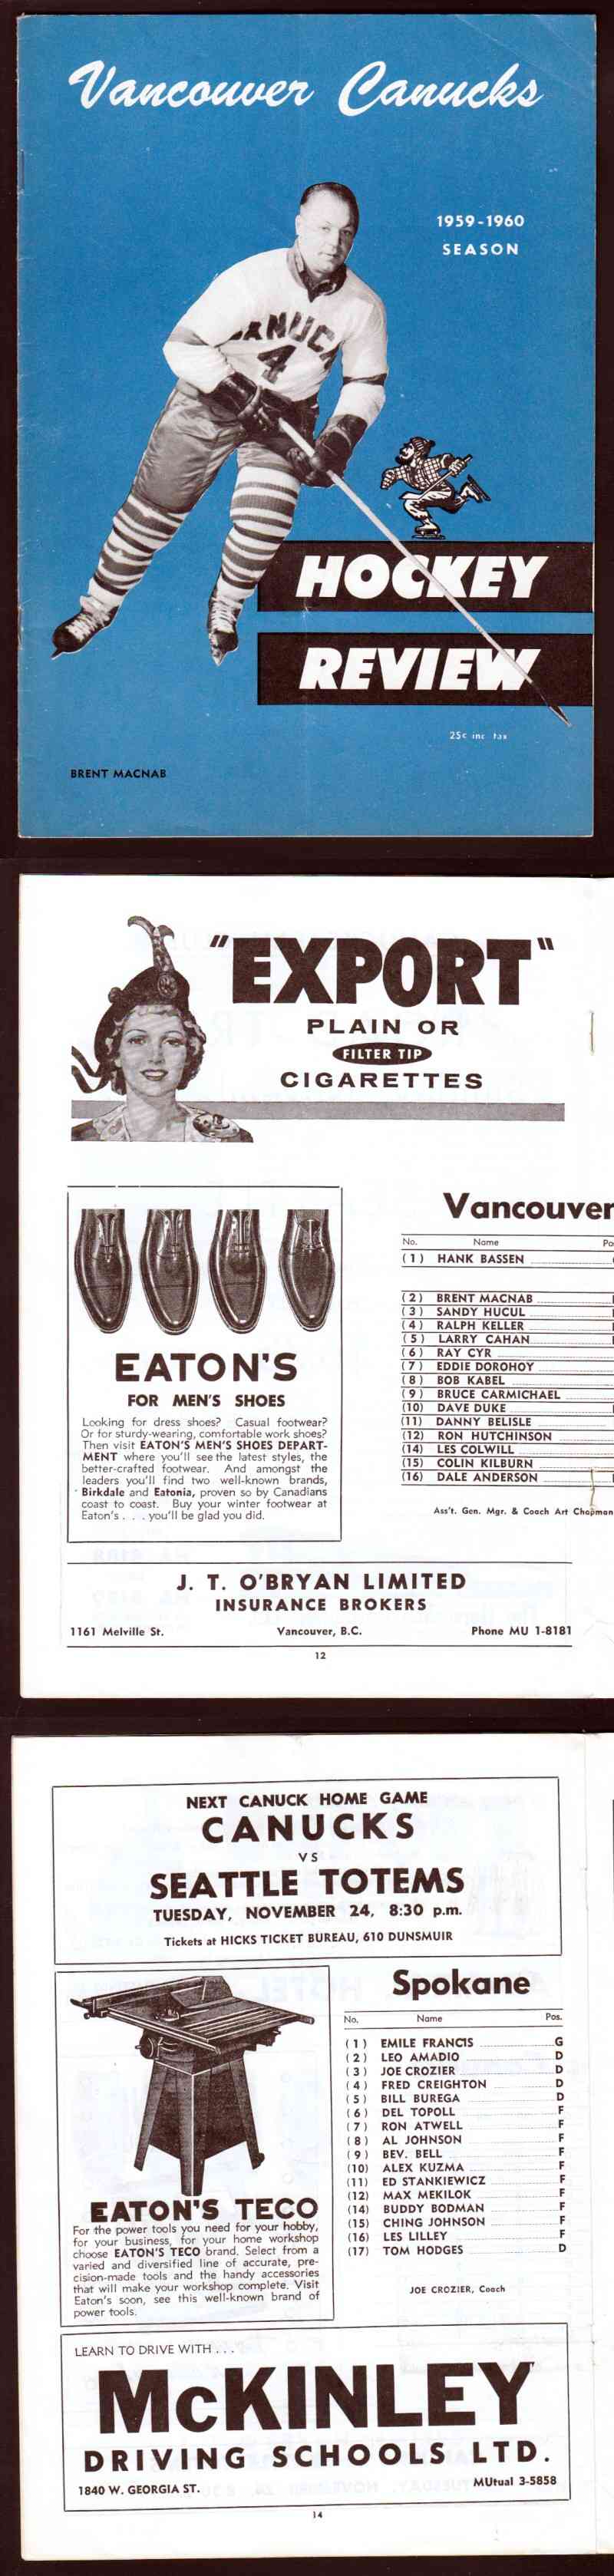 Vancouver Canucks
1959-1960
SEASON
CANUCK
4
HOCKEY
REVIEW
25c inc tax
BRENT MACNAB
"EXPORT"
PLAIN OR
FILTER TIP
CIGARETTES
EATON'S
FOR MEN'S SHOES
Looking for dress shoes? Casual footwear?
Or for sturdy-wearing, comfortable work shoes?
Then visit EATON'S MEN'S SHOES DEPART-
MENT where you'll see the latest styles, the
better-crafted footwear. And amongst the
leaders you'll find two well-known brands,
Birkdale and Eatonia, proven so by Canadians
coast to coast. Buy your winter footwear at
Eaton's . . . you'll be glad you did.
Vancouver
No. Name Po
(1) HANK BASSEN
(2) BRENT MACNAB
(3) SANDY HUCUL
(4) RALPH KELLER
(5) LARRY CAHAN
(6) RAY CYR
(7) EDDIE DOROHOY
(8) BOB KABEL
(9) BRUCE CARMICHAEL
(10) DAVE DUKE
(11) DANNY BELISLE
(12) RON HUTCHINSON
(14) LES COLWILL
(15) COLIN KILBURN
(16) DALE ANDERSON
Ass't. Gen. Mgr. & Coach Art Chapman
J. T. O'BRYAN LIMITED
INSURANCE BROKERS
1161 Melville St. Vancouver, B.C. Phone MU 1-8181
12
NEXT CANUCK HOME GAME
CANUCKS
VS
SEATTLE TOTEMS
TUESDAY, NOVEMBER 24, 8:30 p.m.
Tickets at HICKS TICKET BUREAU, 610 DUNSMUIR
EATON'S TECO
For the power tools you need for your hobby,
for your business, for your home workshop
choose EATON'S TECO brand. Select from a
varied and diversified line of accurate, pre-
cision-made tools and the handy accessories
that will make your workshop complete. Visit
Eaton's soon, see this well-known brand of
power tools.
Spokane
No. Name Pos.
(1) EMILE FRANCIS G
(2) LEO AMADIO D
(3) JOE CROZIER D
(4) FRED CREIGHTON D
(5) BILL BUREGA D
(6) DEL TOPOLL F
(7) RON ATWELL F
(8) AL JOHNSON F
(9) BEV. BELL F
(10) ALEX KUZMA F
(11) ED STANKIEWICZ F
(12) MAX MEKILOK F
(14) BUDDY BODMAN F
(15) CHING JOHNSON F
(16) LES LILLEY F
(17) TOM HODGES D
JOE CROZIER, Coach
LEARN TO DRIVE WITH . . .
McKINLEY
DRIVING SCHOOLS LTD.
1840 W. GEORGIA ST. MUtual 3-5858
14